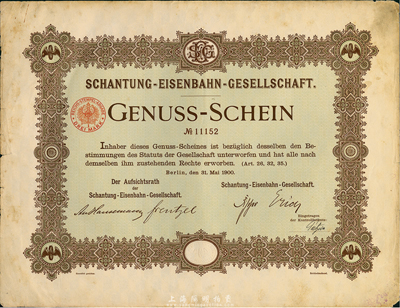 SCHANTUNG-EISENBAHN-GESELLSCHAFT.
GENUSS-SCHEIN
№ 11152
Inhaber dieses Genuss-Scheines ist bezüglich desselben den Be-
stimmungen des Statuts der Gesellschaft unterworfen und hat alle nach
demselben ihm zustehenden Rechte erworben. (Art. 26, 32, 35.)
Berlin, den 31. Mai 1900.
Der Aufsichtsrath
der
Schantung-Eisenbahn-Gesellschaft.
Schantung-Eisenbahn-Gesellschaft.
Eingetragen